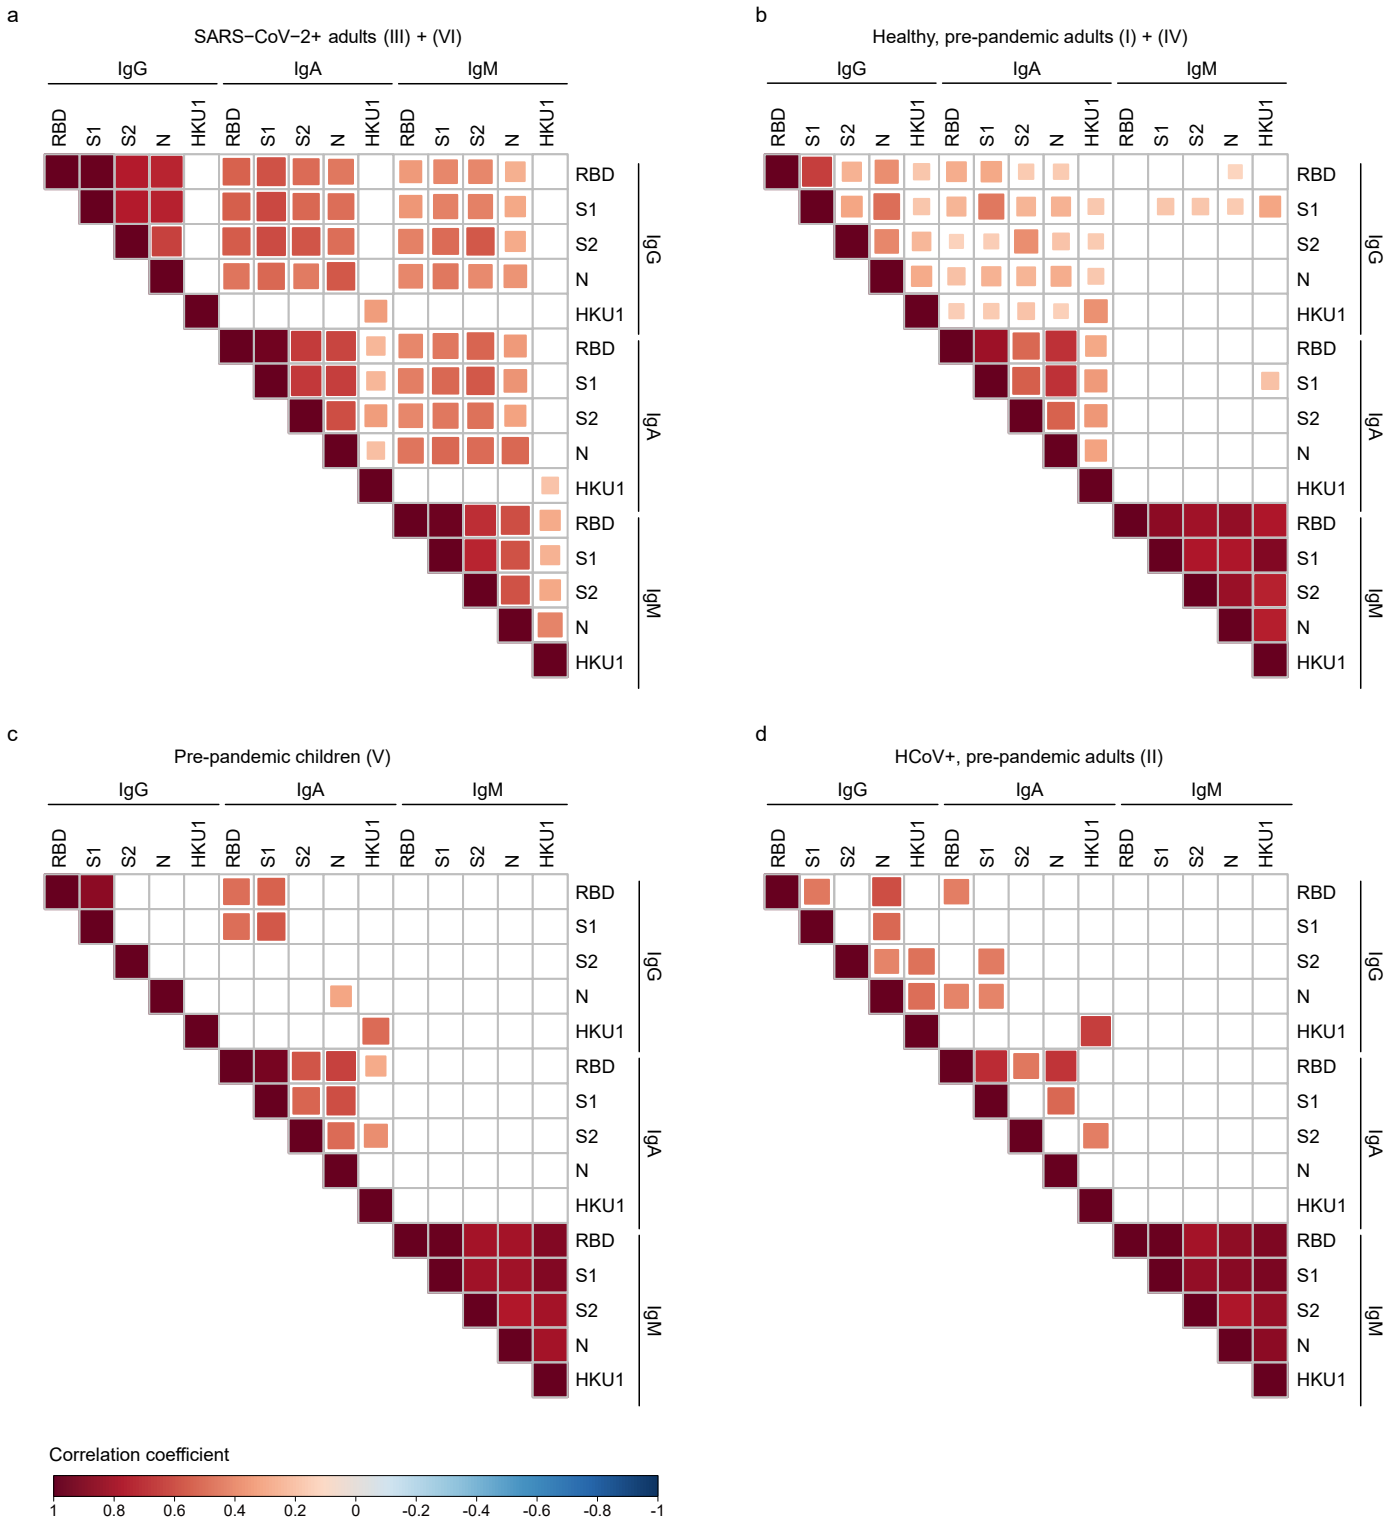 a
SARS−CoV−2+ adults (III) + (VI)
IgG IgA IgM
RBD S1 S2 N HKU1 RBD S1 S2 N HKU1 RBD S1 S2 N HKU1
RBD
S1
S2
N
HKU1
IgG
RBD
S1
S2
N
HKU1
IgA
RBD
S1
S2
N
HKU1
IgM
b
Healthy, pre-pandemic adults (I) + (IV)
IgG IgA IgM
RBD S1 S2 N HKU1 RBD S1 S2 N HKU1 RBD S1 S2 N HKU1
RBD
S1
S2
N
HKU1
IgG
RBD
S1
S2
N
HKU1
IgA
RBD
S1
S2
N
HKU1
IgM
c
Pre-pandemic children (V)
IgG IgA IgM
RBD S1 S2 N HKU1 RBD S1 S2 N HKU1 RBD S1 S2 N HKU1
RBD
S1
S2
N
HKU1
IgG
RBD
S1
S2
N
HKU1
IgA
RBD
S1
S2
N
HKU1
IgM
d
HCoV+, pre-pandemic adults (II)
IgG IgA IgM
RBD S1 S2 N HKU1 RBD S1 S2 N HKU1 RBD S1 S2 N HKU1
RBD
S1
S2
N
HKU1
IgG
RBD
S1
S2
N
HKU1
IgA
RBD
S1
S2
N
HKU1
IgM
Correlation coefficient
1 0.8 0.6 0.4 0.2 0 -0.2 -0.4 -0.6 -0.8 -1